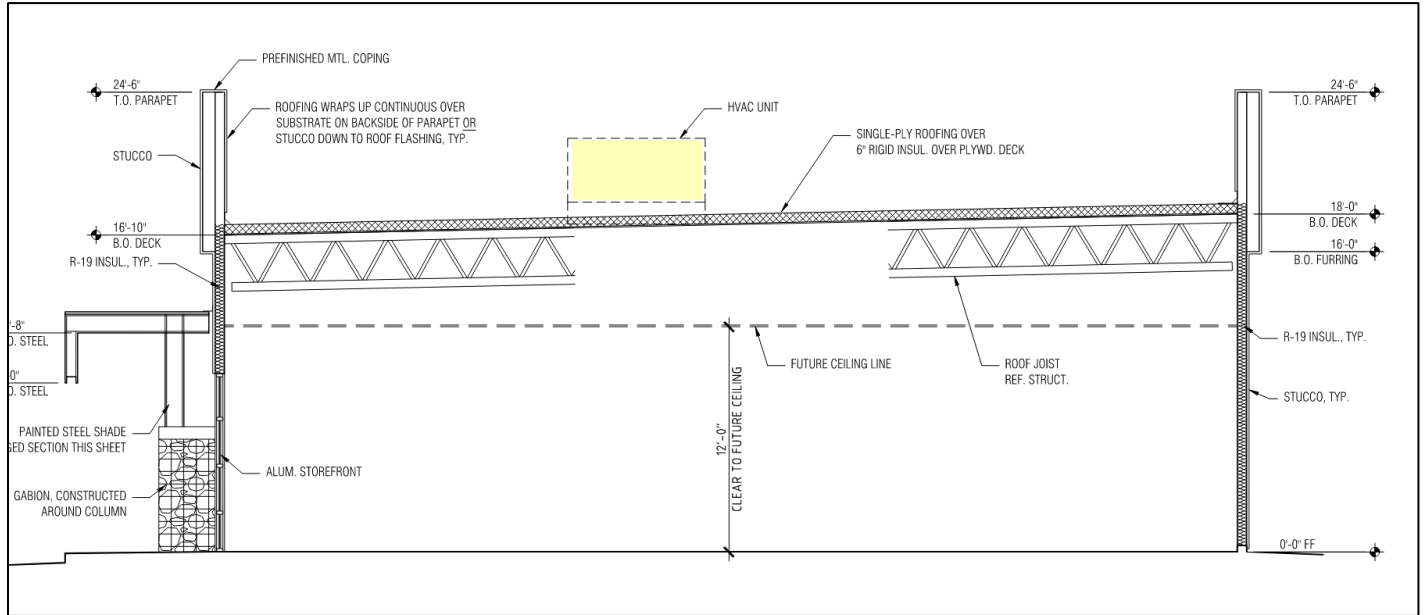 PREFINISHED MTL. COPING
24'-6"
T.O. PARAPET
ROOFING WRAPS UP CONTINUOUS OVER
SUBSTRATE ON BACKSIDE OF PARAPET OR
STUCCO DOWN TO ROOF FLASHING, TYP.
HVAC UNIT
24'-6"
T.O. PARAPET
SINGLE-PLY ROOFING OVER
6" RIGID INSUL. OVER PLYWD. DECK
STUCCO
16'-10"
B.O. DECK
18'-0"
B.O. DECK
R-19 INSUL., TYP.
16'-0"
B.O. FURRING
'-8"
O. STEEL
R-19 INSUL., TYP.
FUTURE CEILING LINE
ROOF JOIST
REF. STRUCT.
0"
O. STEEL
STUCCO, TYP.
12'-0"
CLEAR TO FUTURE CEILING
PAINTED STEEL SHADE
GED SECTION THIS SHEET
ALUM. STOREFRONT
GABION, CONSTRUCTED
AROUND COLUMN
0'-0" FF